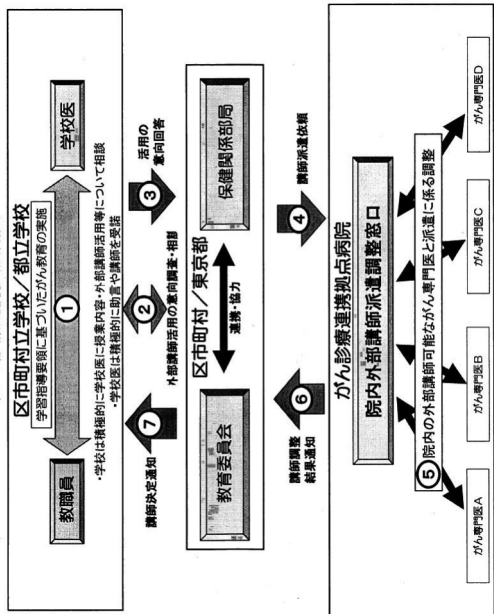 区市町村立学校/都立学校
学習指導要領に基づいたがん教育の実施
教職員
①
学校医
・学校は積極的に学校医に授業内容・外部講師活用等について相談
・学校医は積極的に助言や講師を受諾
⑦
講師決定通知
②
外部講師活用の意向調査・相談
③
活用の
意向回答
区市町村/東京都
教育委員会
連携・協力
保健関係部局
⑥
講師調整
結果通知
④
講師派遣依頼
がん診療連携拠点病院
院内外部講師派遣調整窓口
⑤院内の外部講師可能ながん専門医と派遣に係る調整
がん専門医A
がん専門医B
がん専門医C
がん専門医D